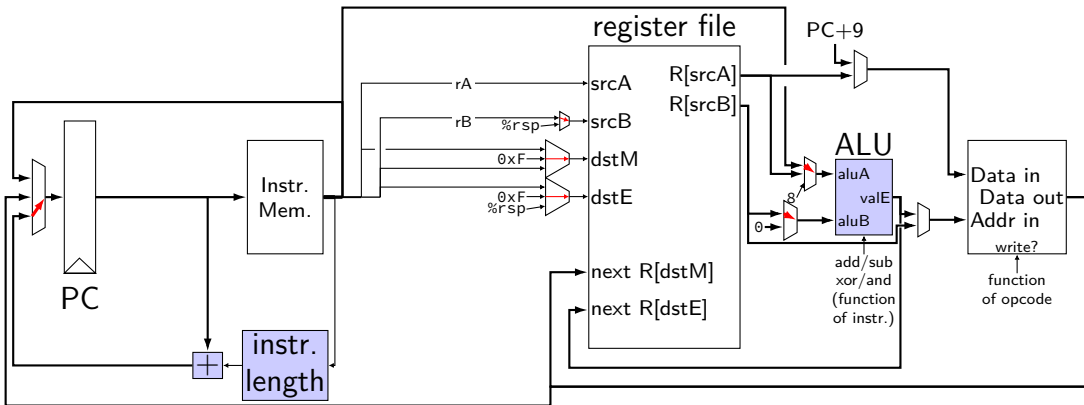 register file
PC+9
rA
srcA
R[srcA]
R[srcB]
rB
%rsp
srcB
ALU
0xF
dstM
Instr.
Mem.
aluA
Data in
0xF
dstE
8
valE
Data out
%rsp
0
aluB
Addr in
write?
add/sub
xor/and
(function
of instr.)
function
of opcode
next R[dstM]
PC
next R[dstE]
+
instr.
length